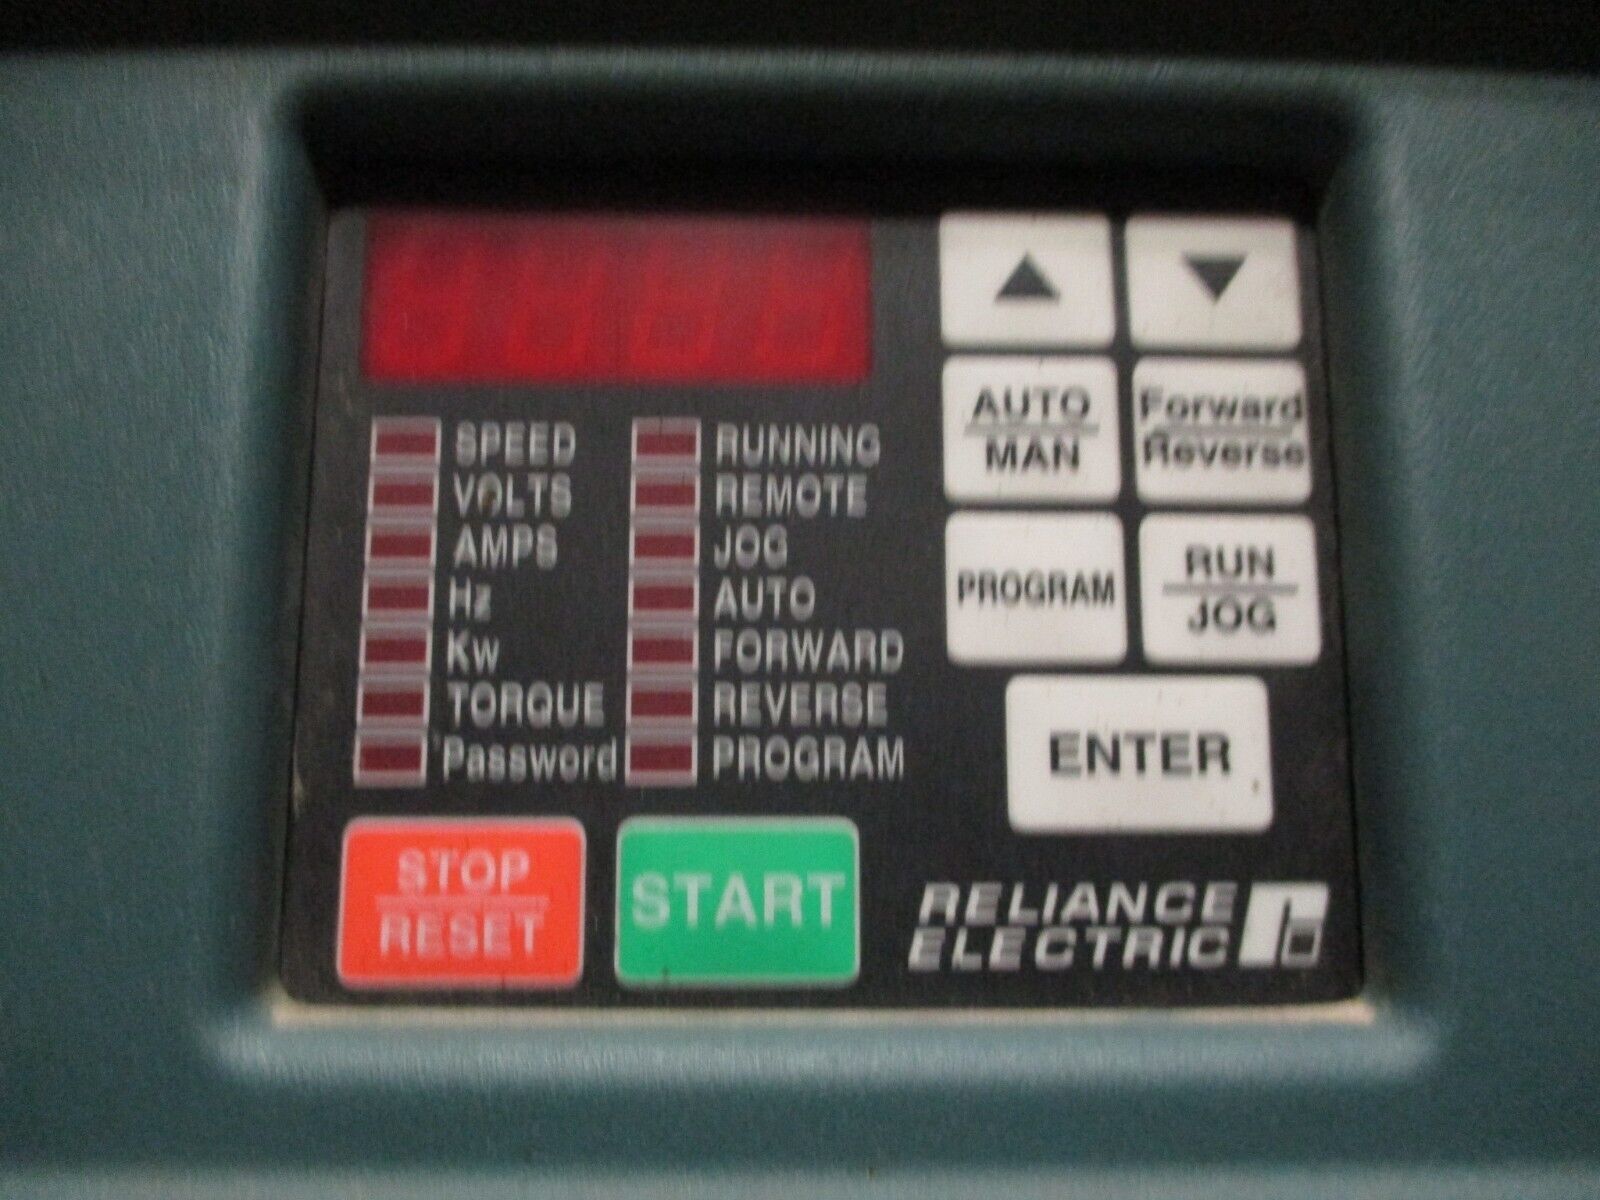 SPEED
VOLTS
AMPS
Hz
Kw
TORQUE
Password
RUNNING
REMOTE
JOG
AUTO
FORWARD
REVERSE
PROGRAM
AUTO
MAN
Forward
Reverse
PROGRAM
RUN
JOG
ENTER
STOP
RESET
START
RELIANCE
ELECTRIC